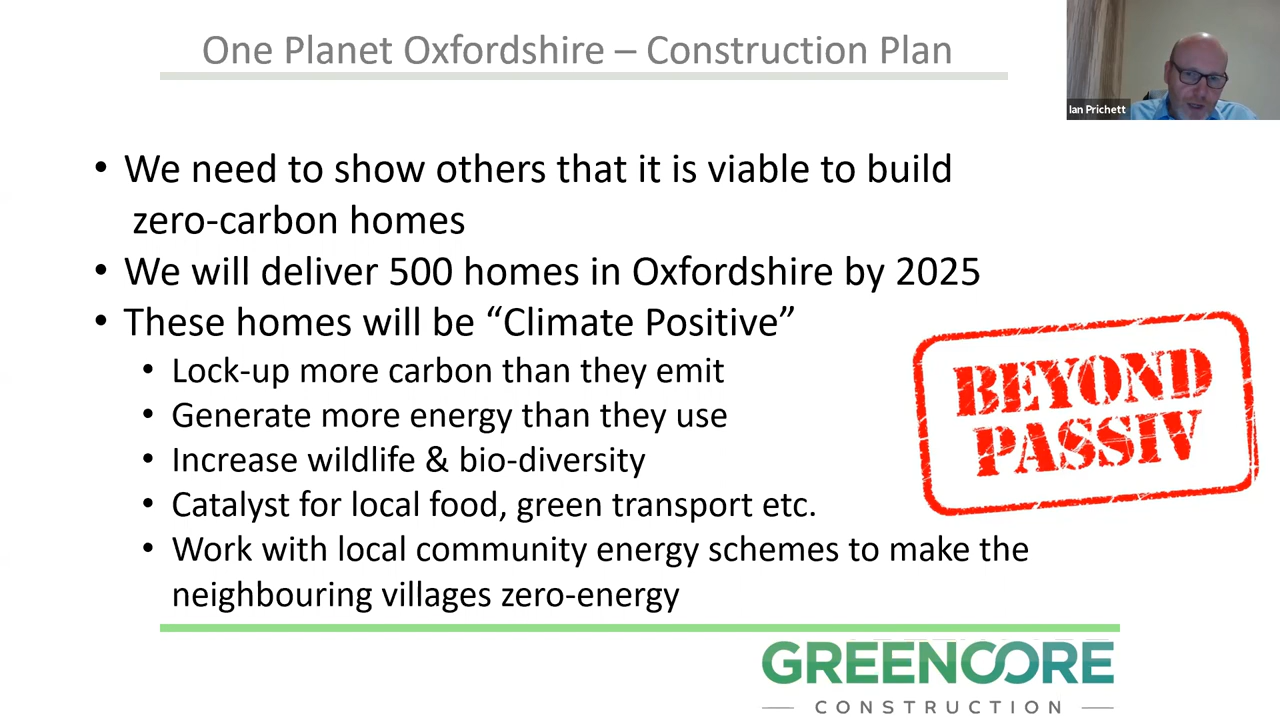 One Planet Oxfordshire – Construction Plan
Ian Prichett
• We need to show others that it is viable to build
zero-carbon homes
• We will deliver 500 homes in Oxfordshire by 2025
• These homes will be “Climate Positive”
• Lock-up more carbon than they emit
• Generate more energy than they use
• Increase wildlife & bio-diversity
• Catalyst for local food, green transport etc.
• Work with local community energy schemes to make the
neighbouring villages zero-energy
BEYOND
PASSIV
GREENCORE
CONSTRUCTION